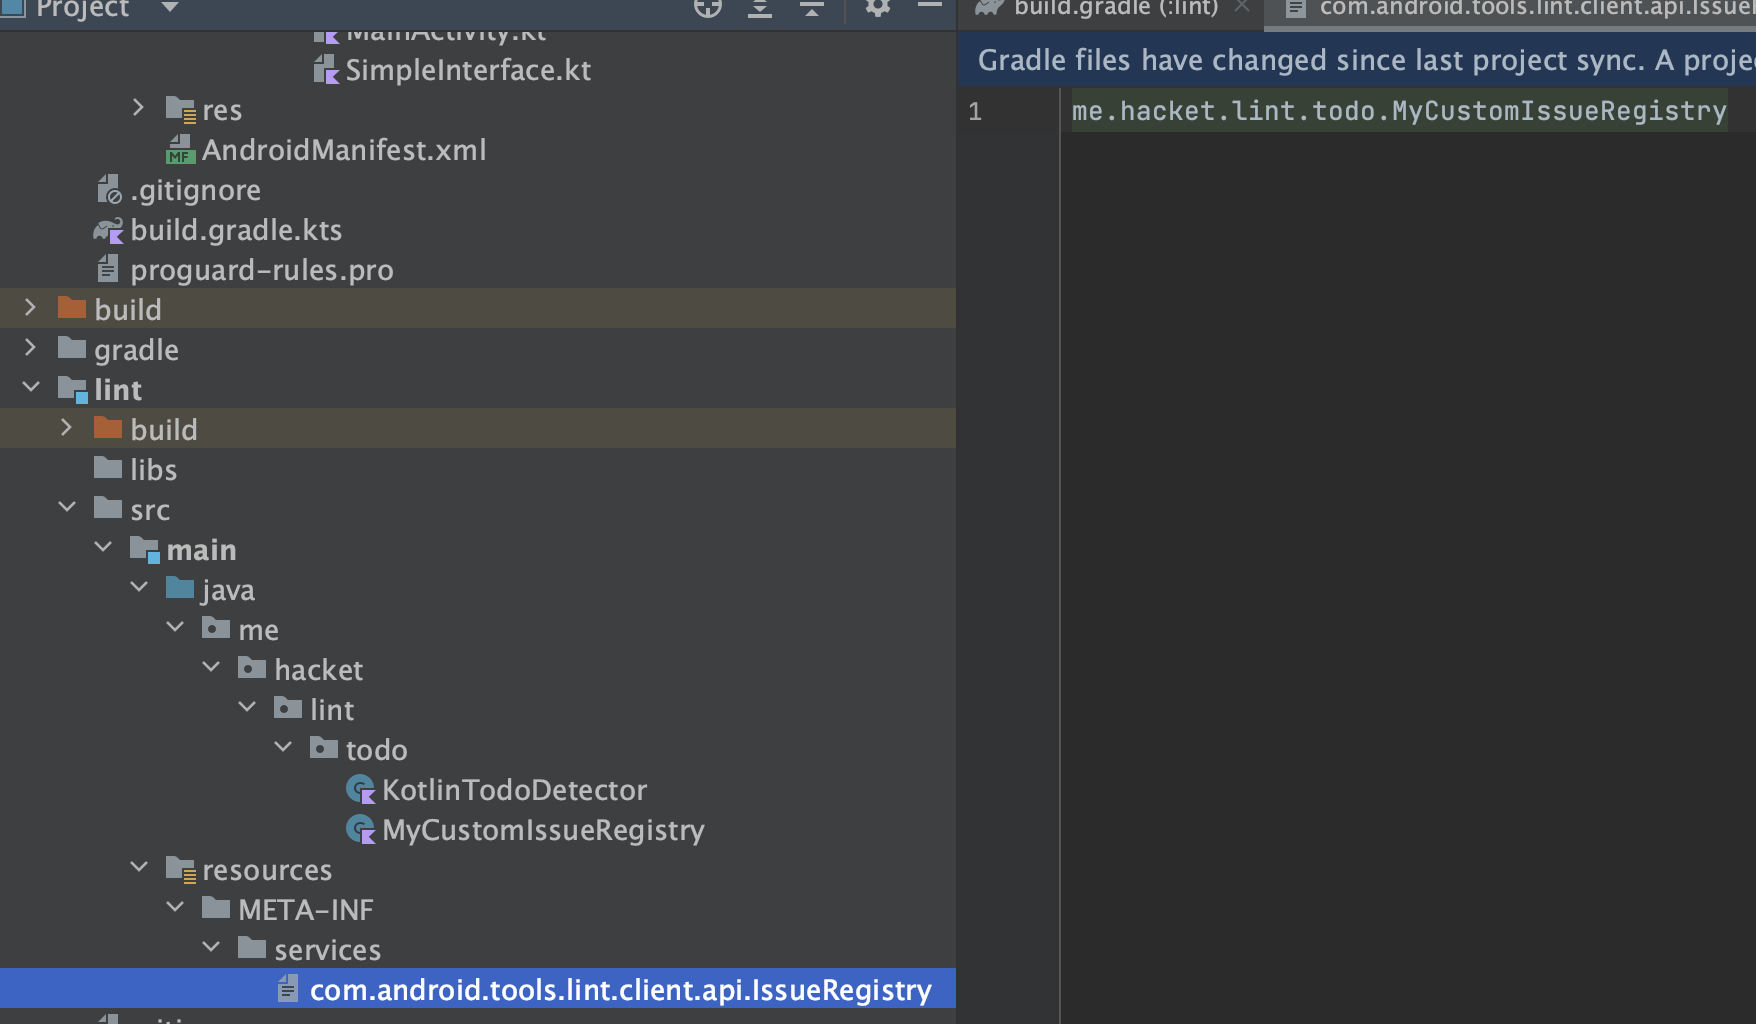 Project
MainActivity.kt
SimpleInterface.kt
res
MF AndroidManifest.xml
.gitignore
build.gradle.kts
proguard-rules.pro
build
gradle
lint
build
libs
src
main
java
me
hacket
lint
todo
KotlinTodoDetector
MyCustomIssueRegistry
resources
META-INF
services
com.android.tools.lint.client.api.IssueRegistry
build.gradle (:lint)
com.android.tools.lint.client.api.Issue
Gradle files have changed since last project sync. A proje
1 me.hacket.lint.todo.MyCustomIssueRegistry